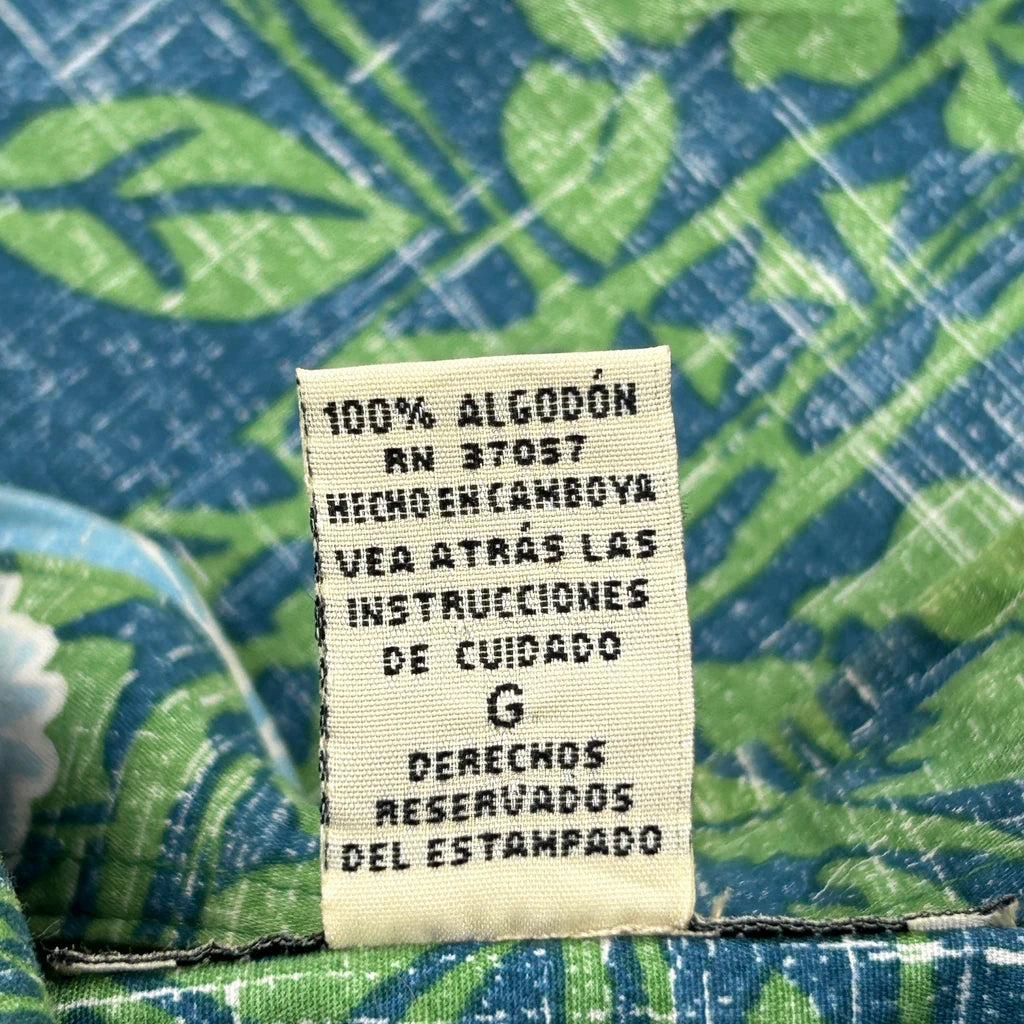 100% ALGODÓN
RN 37057
HECHO EN CAMBOYA
VEA ATRÁS LAS
INSTRUCCIONES
DE CUIDADO
G
DERECHOS
RESERVADOS
DEL ESTAMPADO